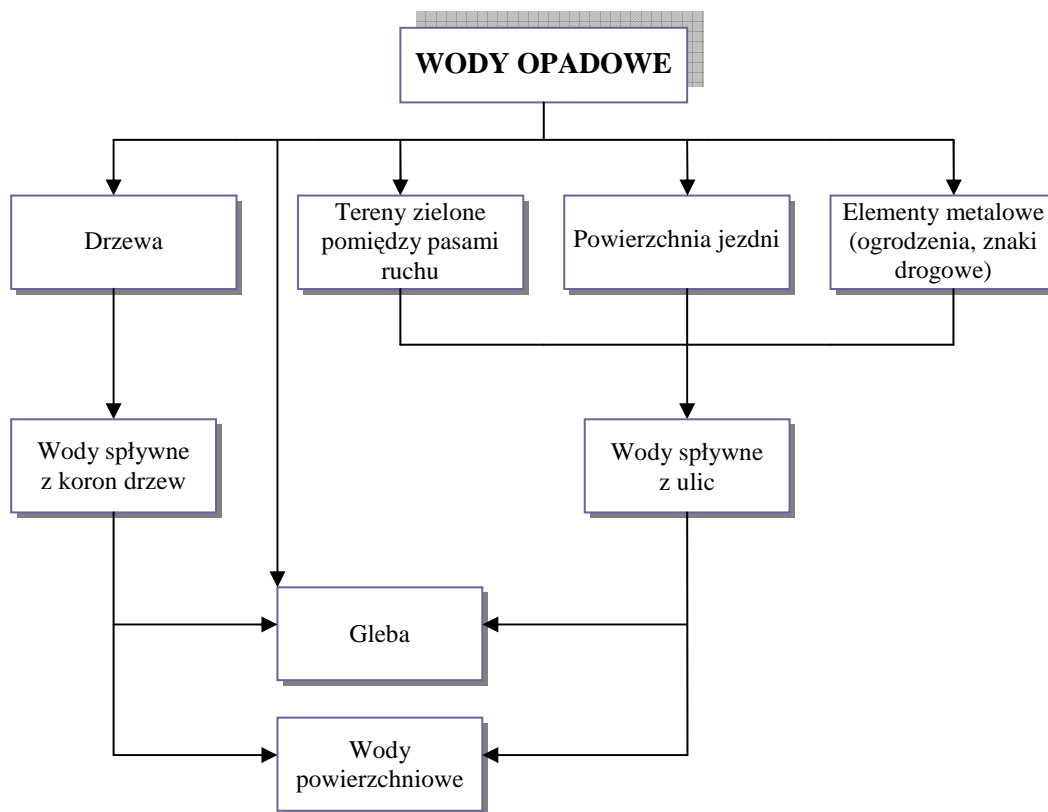 WODY OPADOWE
Drzewa
Tereny zielone
pomiędzy pasami
ruchu
Powierzchnia jezdni
Elementy metalowe
(ogrodzenia, znaki
drogowe)
Wody spływne
z koron drzew
Wody spływne
z ulic
Gleba
Wody
powierzchniowe